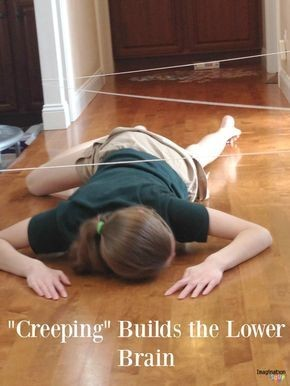 "Creeping" Builds the Lower
Brain
Imagination
Soup